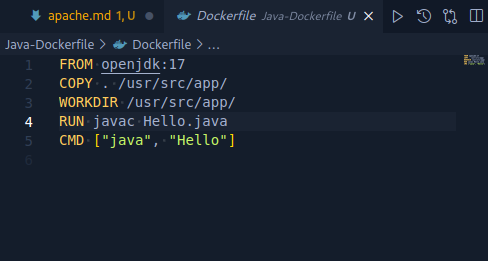 apache.md 1, U
Dockerfile Java-Dockerfile U
Java-Dockerfile > Dockerfile > ...
1 FROM openjdk:17
2 COPY . /usr/src/app/
3 WORKDIR /usr/src/app/
4 RUN javac Hello.java
5 CMD ["java", "Hello"]
6